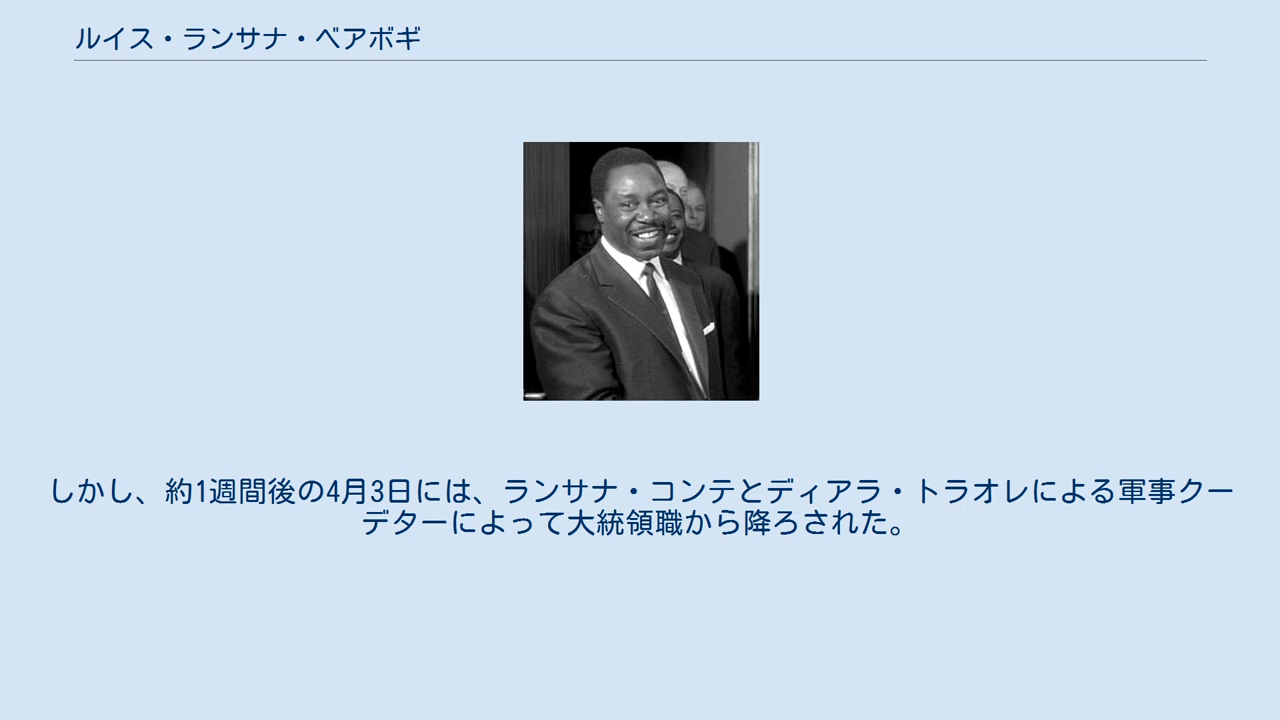 ルイス・ランサナ・ベアボギ
しかし、約1週間後の4月3日には、ランサナ・コンテとディアラ・トラオレによる軍事クー
デターによって大統領職から降ろされた。